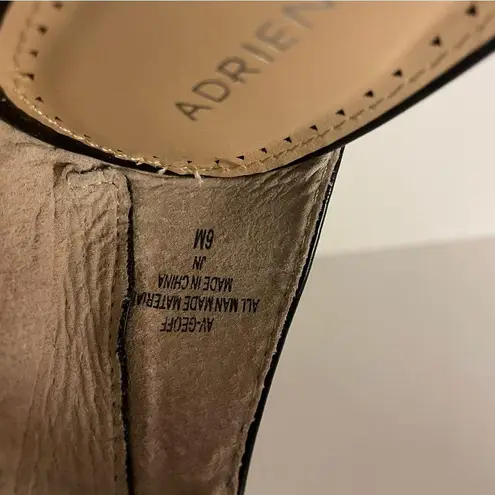 ADRIEN
AV-GEOFF
ALL MAN MADE MATERIA
MADE IN CHINA
JN
6M